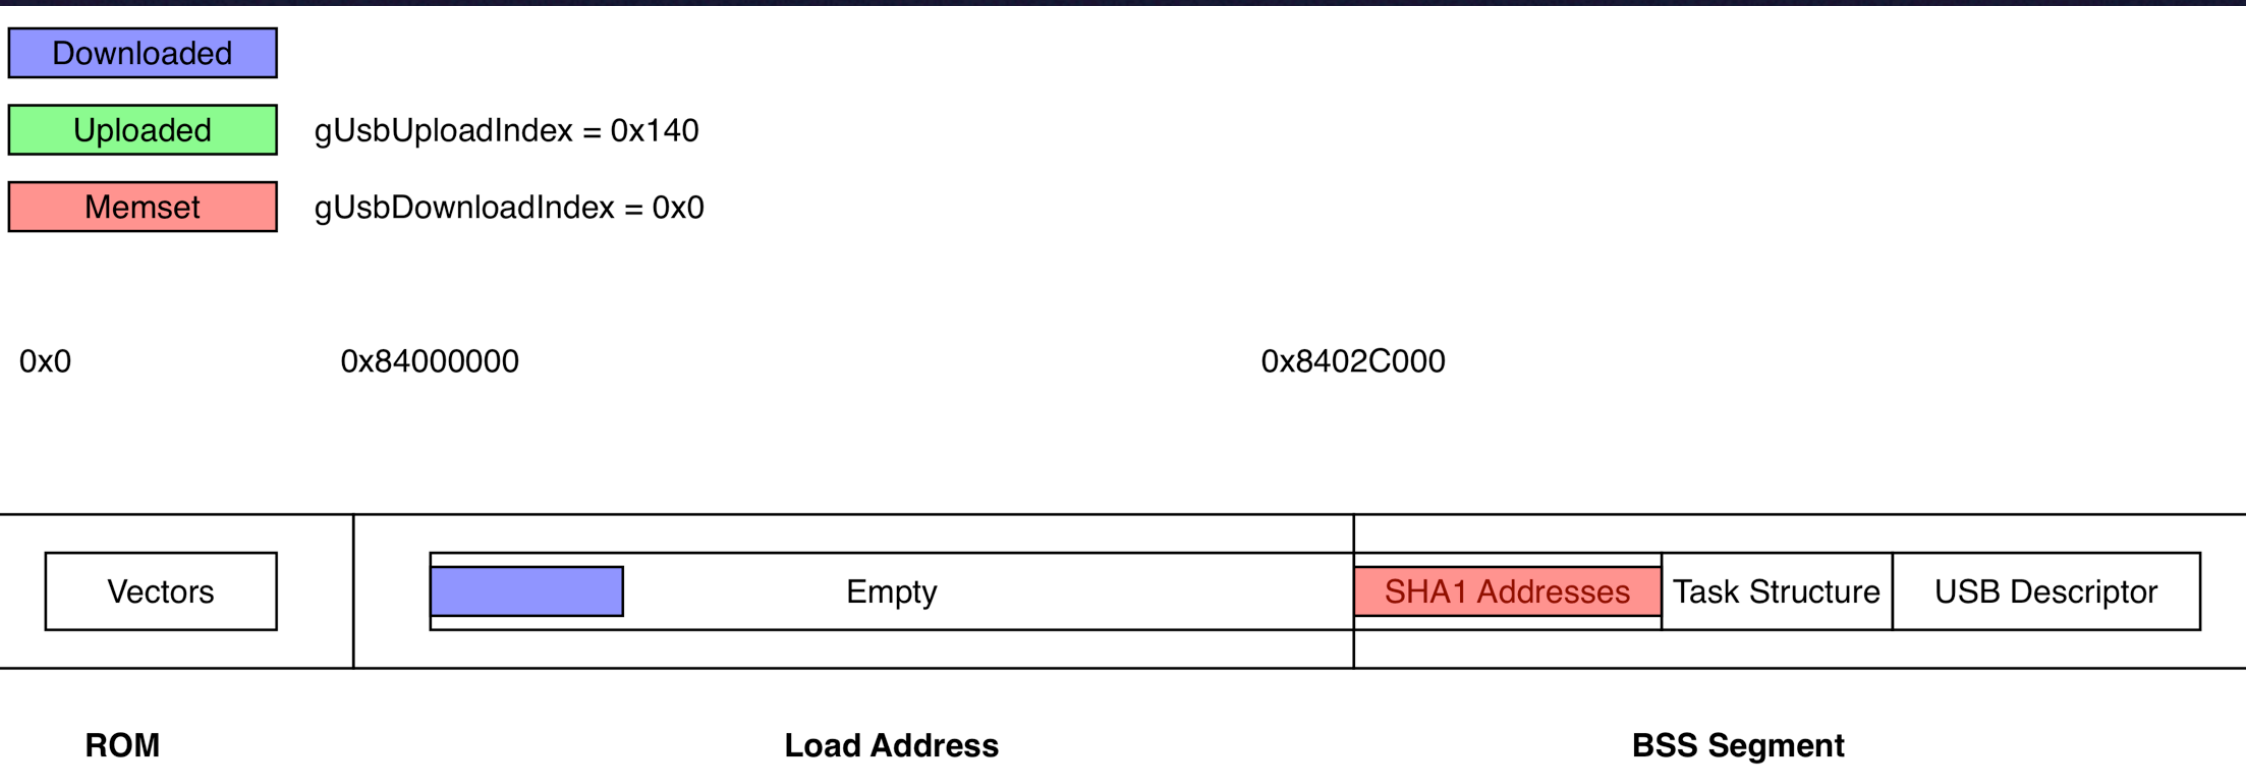 Downloaded
Uploaded gUsbUploadIndex = 0x140
Memset gUsbDownloadIndex = 0x0
0x0 0x84000000 0x8402C000
Vectors Empty SHA1 Addresses Task Structure USB Descriptor
ROM Load Address BSS Segment